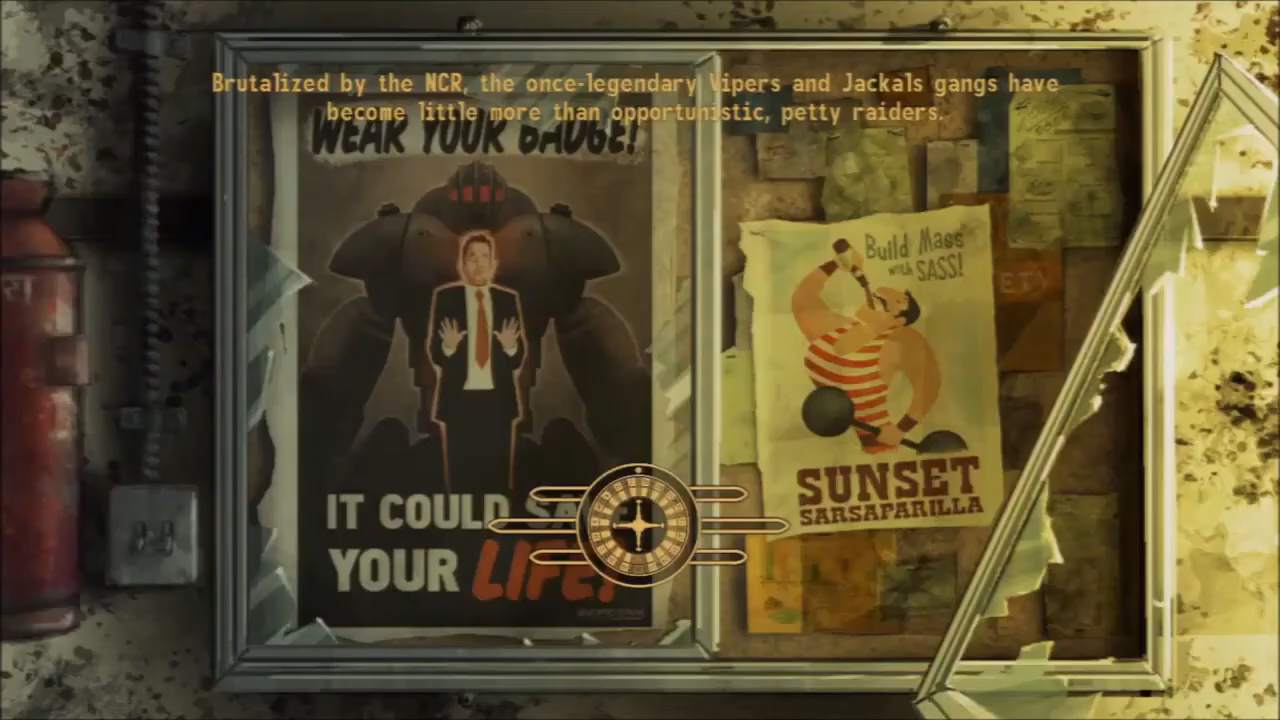 Brutalized by the NCR, the once-legendary Vipers and Jackals gangs have
become little more than opportunistic, petty raiders.
WEAR YOUR BADGE!
IT COULD SAVE
YOUR LIFE!
Build Mass
with SASS!
SUNSET
SARSAPARILLA